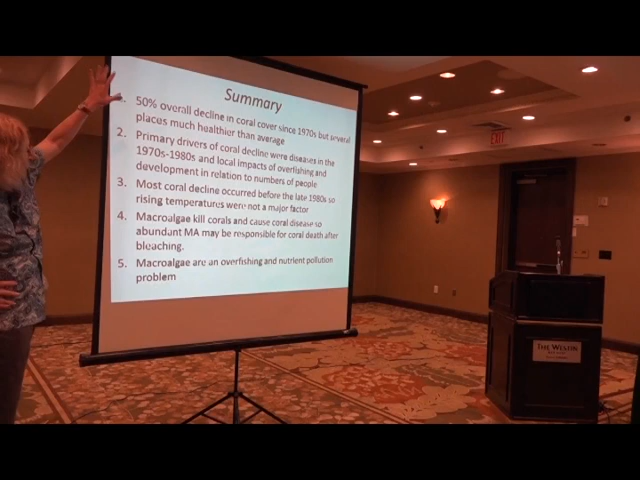 Summary
1. 50% overall decline in coral cover since 1970s but several
places much healthier than average
2. Primary drivers of coral decline were diseases in the
1970s-1980s and local impacts of overfishing and
development in relation to numbers of people
3. Most coral decline occurred before the late 1980s so
rising temperatures were not a major factor
4. Macroalgae kill corals and cause coral disease so
abundant MA may be responsible for coral death after
bleaching.
5. Macroalgae are an overfishing and nutrient pollution
problem
EXIT
THE WESTIN